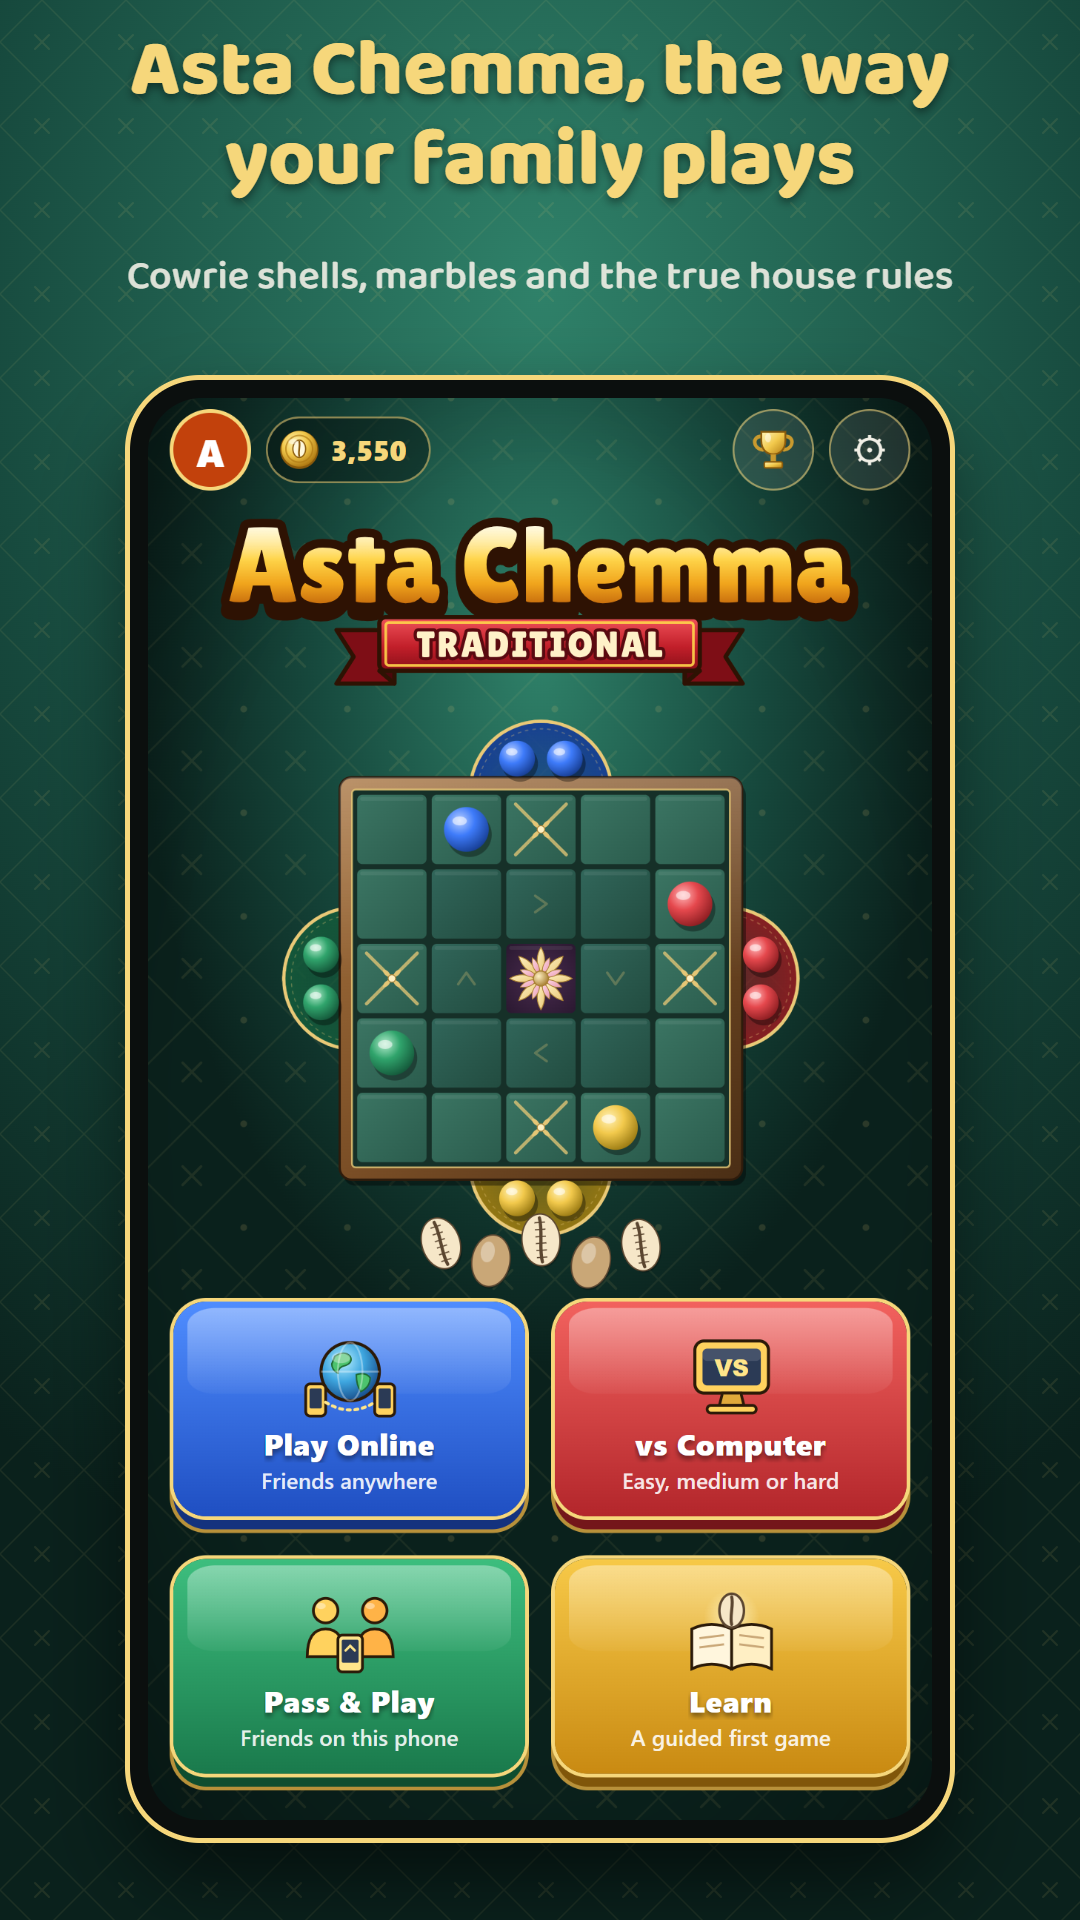 Asta Chemma, the way
your family plays
Cowrie shells, marbles and the true house rules
A
3,550
Asta Chemma
TRADITIONAL
VS
Play Online
Friends anywhere
vs Computer
Easy, medium or hard
Pass & Play
Friends on this phone
Learn
A guided first game